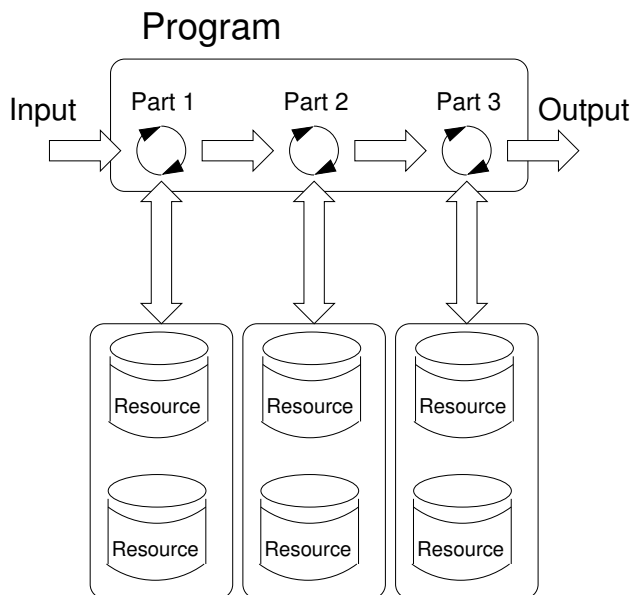 Program
Input
Part 1
Part 2
Part 3
Output
Resource
Resource
Resource
Resource
Resource
Resource